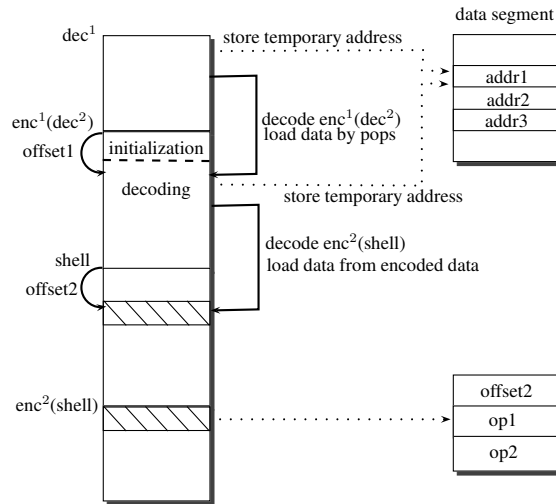 data segment
dec1
store temporary address
addr1
addr2
addr3
enc1(dec2)
offset1
initialization
decode enc1(dec2)
load data by pops
decoding
store temporary address
decode enc2(shell)
load data from encoded data
shell
offset2
enc2(shell)
offset2
op1
op2